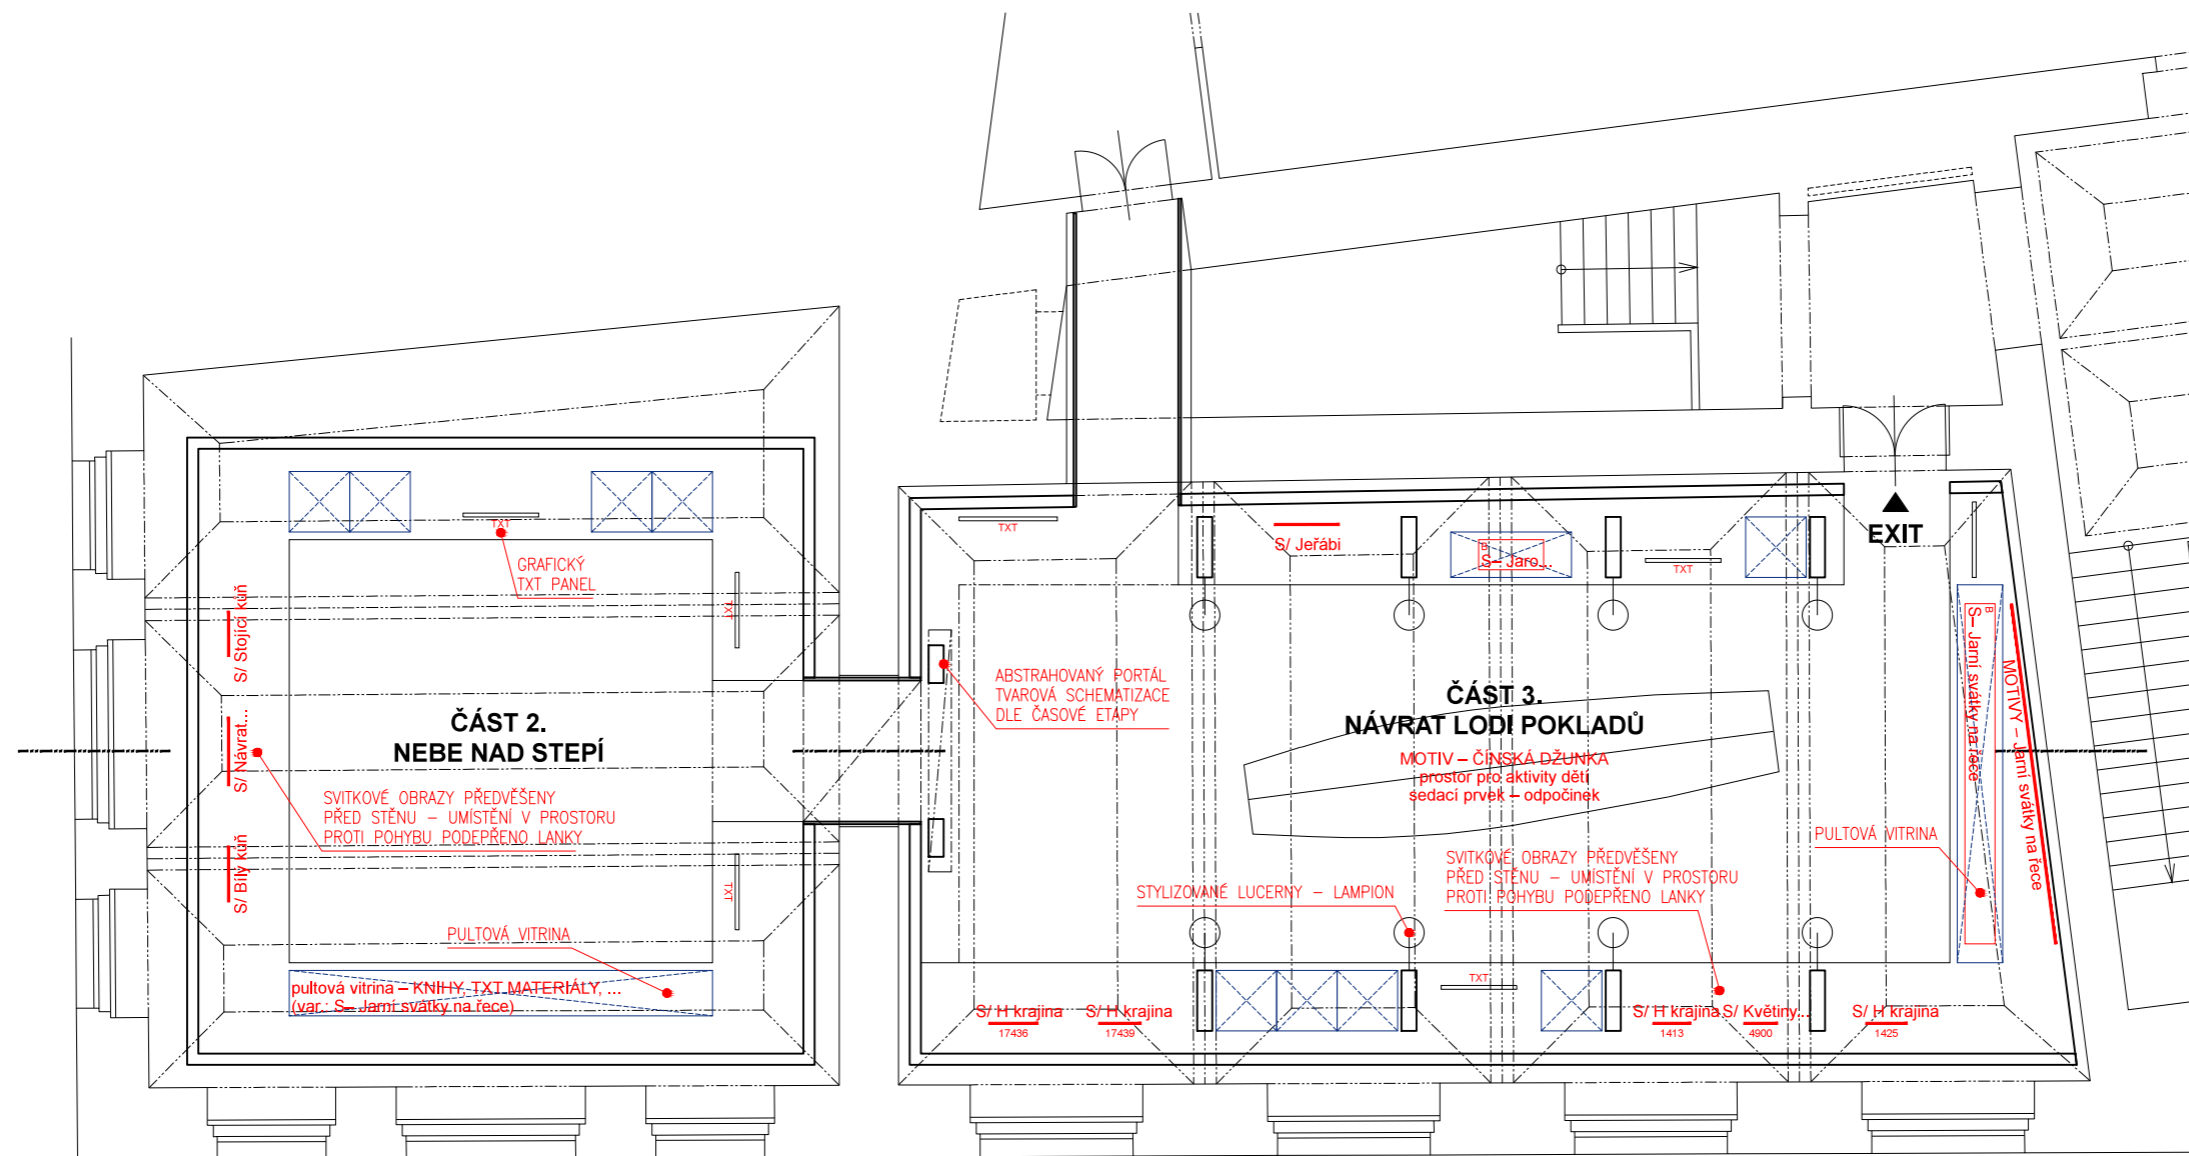 TXT
GRAFICKÝ
TXT PANEL
TXT
S/ Stojící kůň
S/ Návrat...
S/ Bílý kůň
ČÁST 2.
NEBE NAD STEPÍ
SVITKOVÉ OBRAZY PŘEDVĚŠENY
PŘED STĚNU – UMÍSTĚNÍ V PROSTORU
PROTI POHYBU PODEPŘENO LANKY
TXT
PULTOVÁ VITRINA
pultová vitrina – KNIHY, TXT MATERIÁLY, ...
(var.: S– Jarní svátky na řece)
TXT
S/ Jeřábi
B
S– Jaro...
TXT
EXIT
ABSTRAHOVANÝ PORTÁL
TVAROVÁ SCHEMATIZACE
DLE ČASOVÉ ETAPY
ČÁST 3.
NÁVRAT LODI POKLADŮ
MOTIV – ČÍNSKÁ DŽUNKA
prostor pro aktivity dětí
sedací prvek – odpočinek
B
S– Jarní svátky na řece
MOTIVY – Jarní svátky na řece
PULTOVÁ VITRINA
STYLIZOVANÉ LUCERNY – LAMPION
SVITKOVÉ OBRAZY PŘEDVĚŠENY
PŘED STĚNU – UMÍSTĚNÍ V PROSTORU
PROTI POHYBU PODEPŘENO LANKY
TXT
S/ H krajina
17436
S/ H krajina
17439
S/ H krajina
1413
S/ Květiny...
4900
S/ H krajina
1425